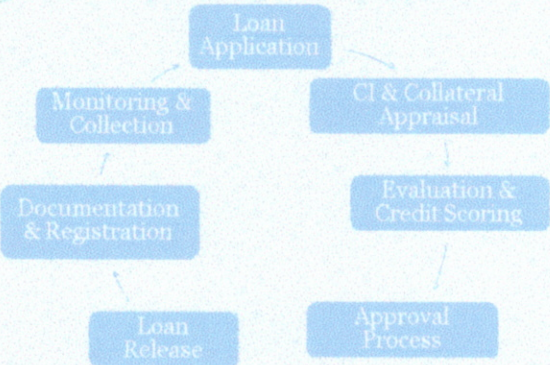 Loan
Application
CI & Collateral
Appraisal
Evaluation &
Credit Scoring
Approval
Process
Loan
Release
Documentation
& Registration
Monitoring &
Collection